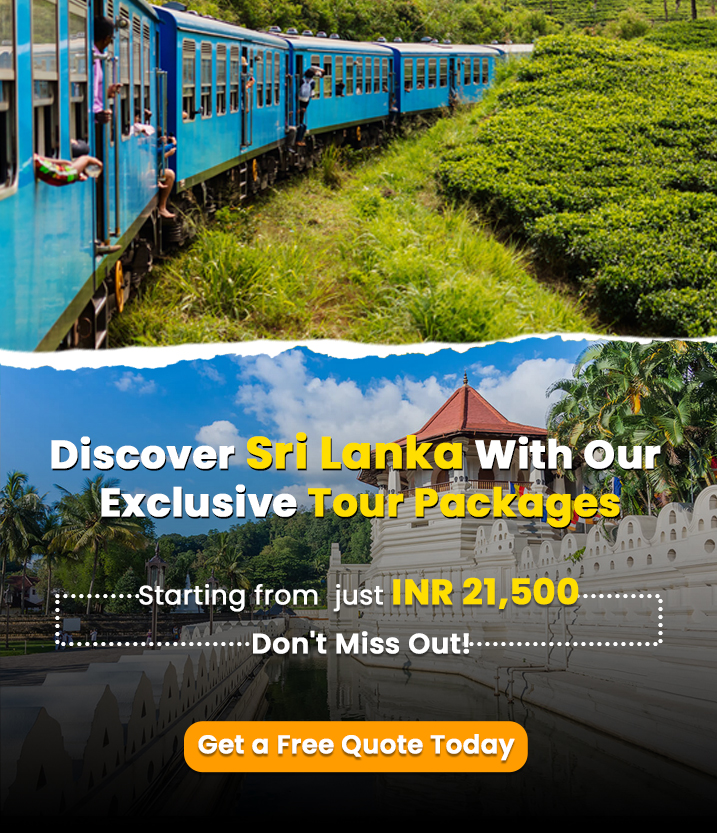 Discover Sri Lanka With Our
Exclusive Tour Packages
Starting from just INR 21,500
Don't Miss Out!
Get a Free Quote Today